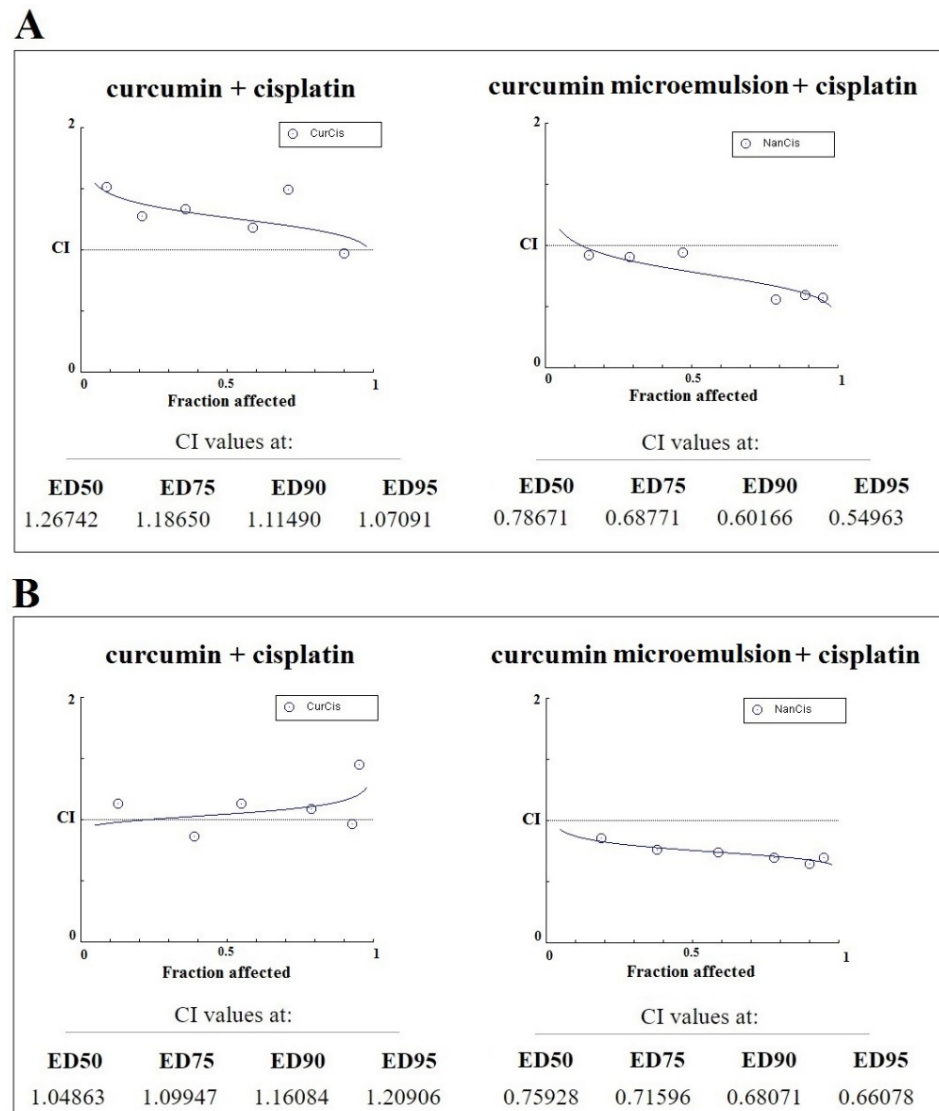 A
curcumin + cisplatin
2
CurCis
CI
0
0 0.5 1
Fraction affected
CI values at:
ED50 ED75 ED90 ED95
1.26742 1.18650 1.11490 1.07091
curcumin microemulsion + cisplatin
2
NanCis
CI
0
0 0.5 1
Fraction affected
CI values at:
ED50 ED75 ED90 ED95
0.78671 0.68771 0.60166 0.54963
B
curcumin + cisplatin
2
CurCis
CI
0
0 0.5 1
Fraction affected
CI values at:
ED50 ED75 ED90 ED95
1.04863 1.09947 1.16084 1.20906
curcumin microemulsion + cisplatin
2
NanCis
CI
0
0 0.5 1
Fraction affected
CI values at:
ED50 ED75 ED90 ED95
0.75928 0.71596 0.68071 0.66078